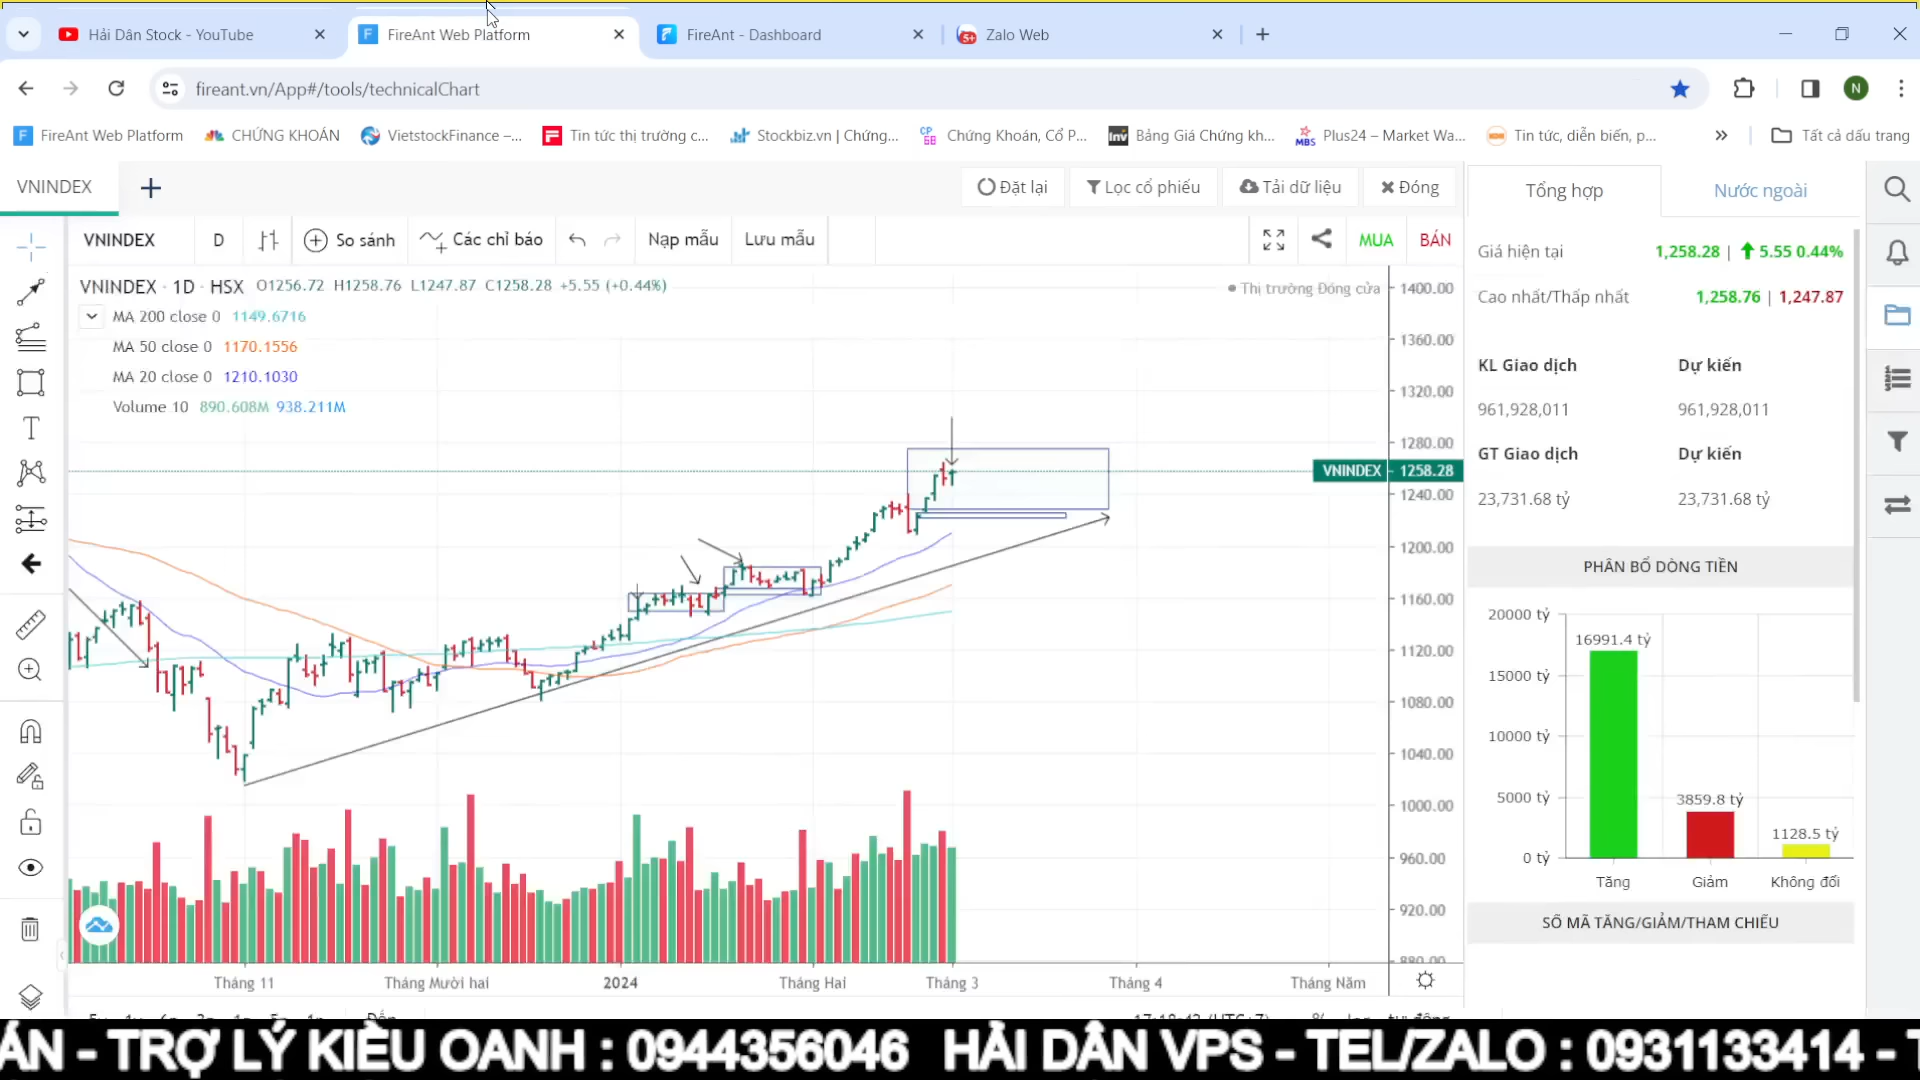 Hải Dân Stock - YouTube
FireAnt Web Platform
FireAnt - Dashboard
Zalo Web
fireant.vn/App#/tools/technicalChart
N
FireAnt Web Platform
CHỨNG KHOÁN
VietstockFinance –...
Tin tức thị trường c...
Stockbiz.vn | Chứng...
Chứng Khoán, Cổ P...
Bảng Giá Chứng kh...
Plus24 – Market Wa...
Tin tức, diễn biến, p...
Tất cả dấu trang
VNINDEX
Đặt lại
Lọc cổ phiếu
Tải dữ liệu
Đóng
Tổng hợp
Nước ngoài
VNINDEX
D
So sánh
Các chỉ báo
Nạp mẫu
Lưu mẫu
MUA
BÁN
VNINDEX · 1D · HSX O1256.72 H1258.76 L1247.87 C1258.28 +5.55 (+0.44%)
Thị trường Đóng cửa
MA 200 close 0 1149.6716
MA 50 close 0 1170.1556
MA 20 close 0 1210.1030
Volume 10 890.608M 938.211M
1400.00
1360.00
1320.00
1280.00
VNINDEX 1258.28
1240.00
1200.00
1160.00
1120.00
1080.00
1040.00
1000.00
960.00
920.00
880.00
Tháng 11
Tháng Mười hai
2024
Tháng Hai
Tháng 3
Tháng 4
Tháng Năm
Giá hiện tại 1,258.28 | 5.55 0.44%
Cao nhất/Thấp nhất 1,258.76 | 1,247.87
KL Giao dịch Dự kiến
961,928,011 961,928,011
GT Giao dịch Dự kiến
23,731.68 tỷ 23,731.68 tỷ
PHÂN BỔ DÒNG TIỀN
20000 tỷ
15000 tỷ
10000 tỷ
5000 tỷ
0 tỷ
16991.4 tỷ
3859.8 tỷ
1128.5 tỷ
Tăng
Giảm
Không đổi
SỐ MÃ TĂNG/GIẢM/THAM CHIẾU
ÁN - TRỢ LÝ KIỀU OANH : 0944356046 HẢI DÂN VPS - TEL/ZALO : 0931133414 - T